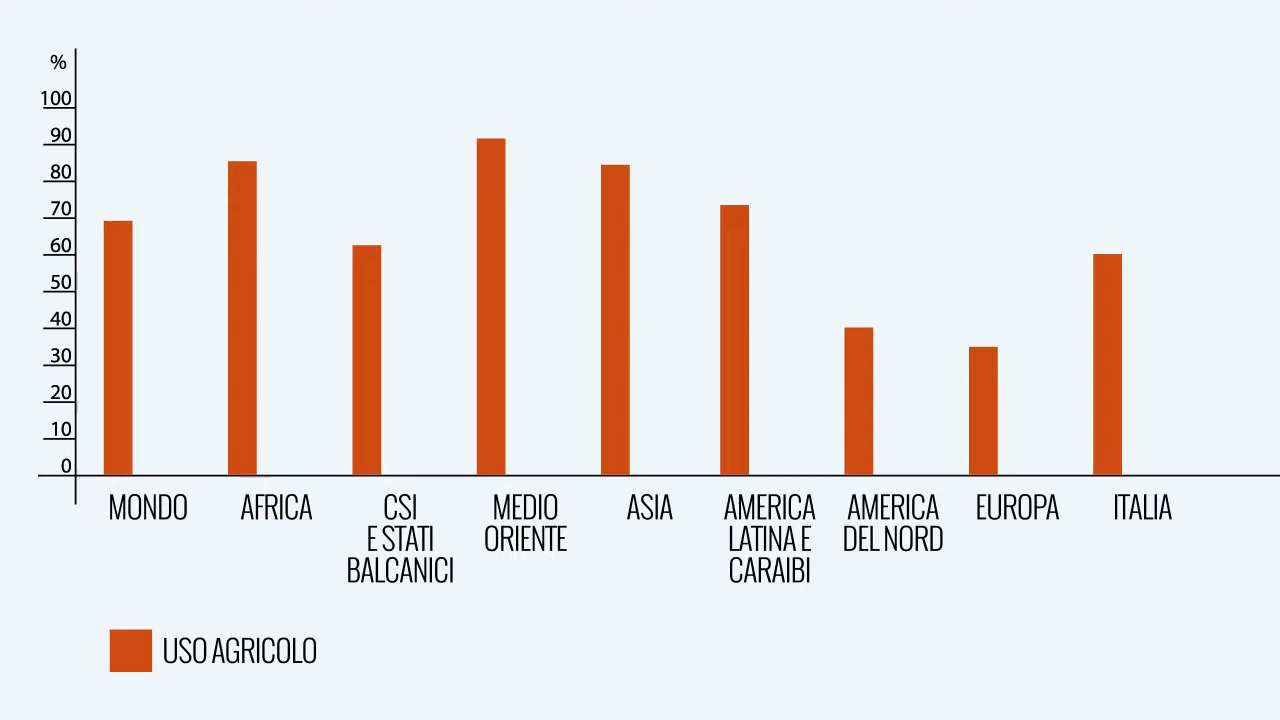 %
100
90
80
70
60
50
40
30
20
10
0
MONDO
AFRICA
CSI
E STATI
BALCANICI
MEDIO
ORIENTE
ASIA
AMERICA
LATINA E
CARAIBI
AMERICA
DEL NORD
EUROPA
ITALIA
USO AGRICOLO